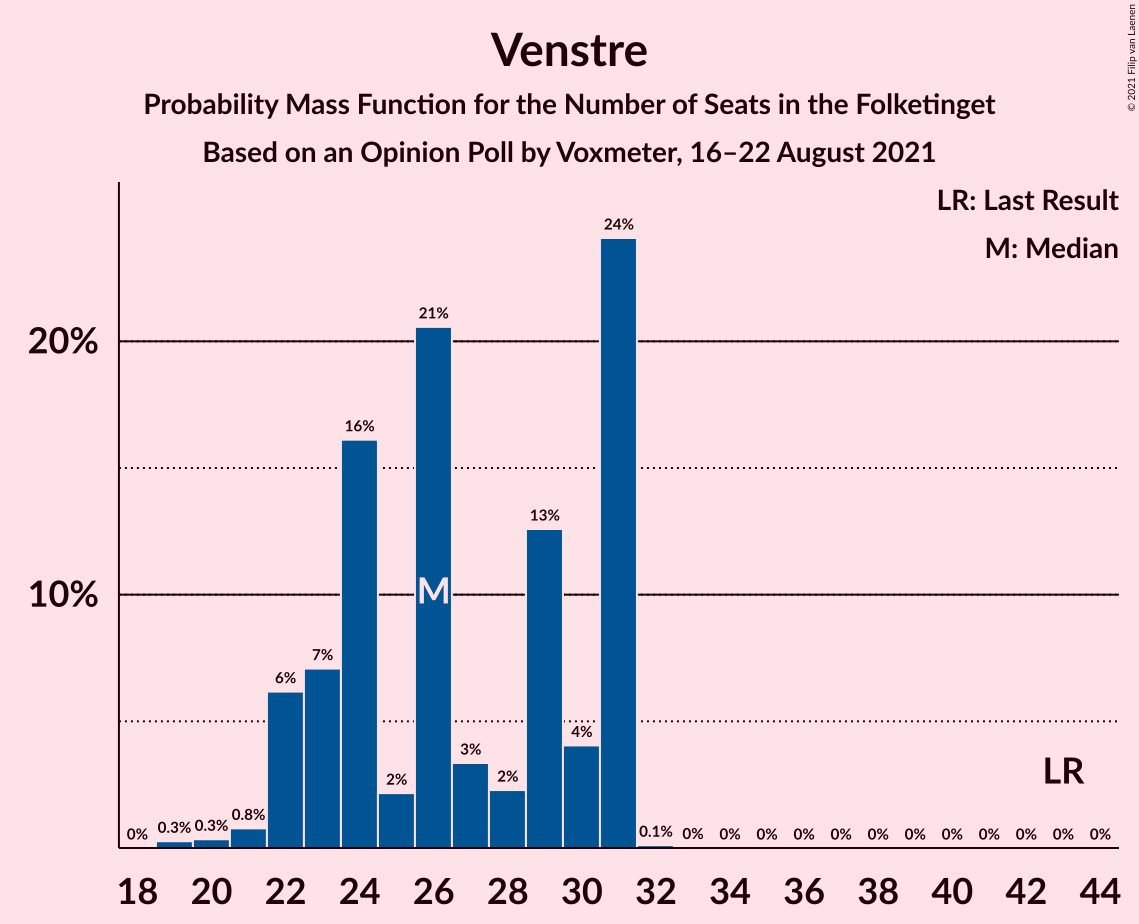 © 2021 Filip van Laenen
Venstre
Probability Mass Function for the Number of Seats in the Folketinget
Based on an Opinion Poll by Voxmeter, 16–22 August 2021
LR: Last Result
M: Median
20%
10%
0% 0.3% 0.3% 0.8% 6% 7% 16% 2% 21% 3% 2% 13% 4% 24% 0.1% 0% 0% 0% 0% 0% 0% 0% 0% 0% 0% 0% 0%
M
LR
18 20 22 24 26 28 30 32 34 36 38 40 42 44